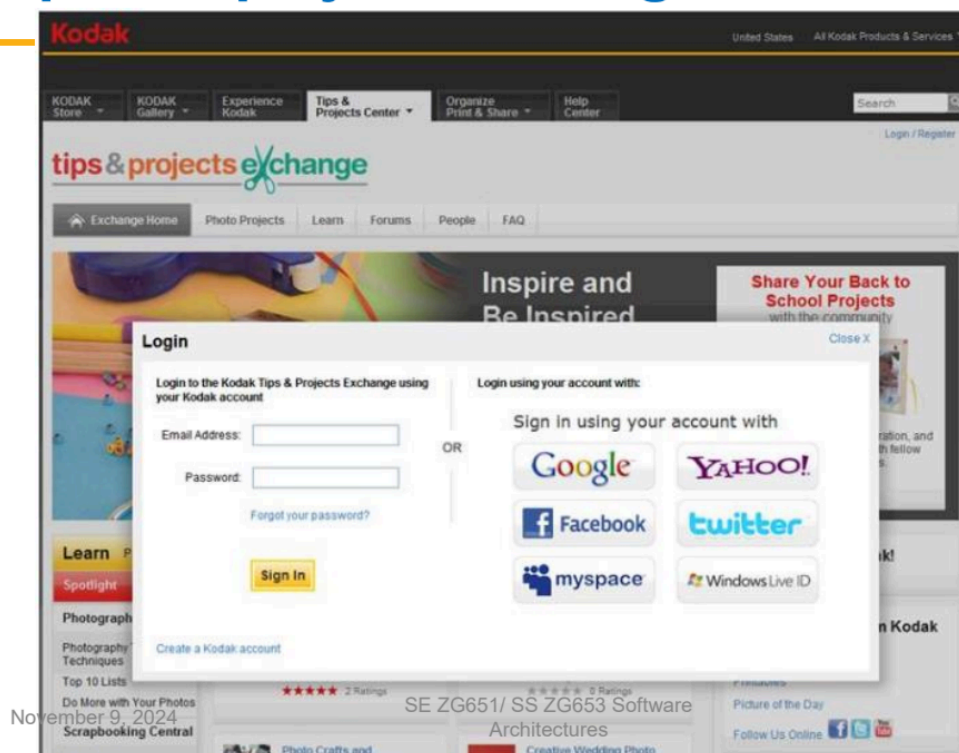 Kodak
United States All Kodak Products & Services
KODAK Store
KODAK Gallery
Experience Kodak
Tips & Projects Center
Organize Print & Share
Help Center
Search
Login / Register
tips & projects exchange
Exchange Home Photo Projects Learn Forums People FAQ
Inspire and
Be Inspired
Share Your Back to
School Projects
with the community
Login
Close X
Login to the Kodak Tips & Projects Exchange using
your Kodak account
Email Address:
Password:
Forgot your password?
Sign In
Create a Kodak account
OR
Login using your account with:
Sign in using your account with
Google YAHOO!
Facebook twitter
myspace Windows Live ID
Learn
Spotlight
Photography
Techniques
Top 10 Lists
Do More with Your Photos
Scrapbooking Central
2 Ratings
0 Ratings
Photo Crafts and
Creative Wedding Photo
n Kodak
Printables
Picture of the Day
Follow Us Online
November 9, 2024
SE ZG651/ SS ZG653 Software
Architectures